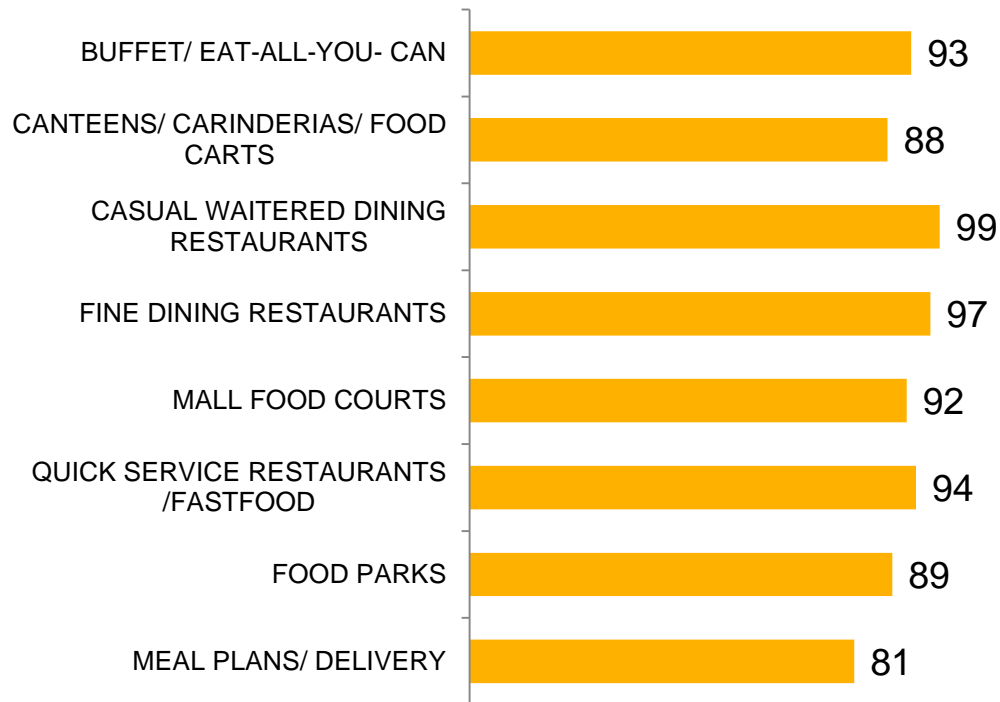 BUFFET/ EAT-ALL-YOU- CAN
93
CANTEENS/ CARINDERIAS/ FOOD
CARTS
88
CASUAL WAITERED DINING
RESTAURANTS
99
FINE DINING RESTAURANTS
97
MALL FOOD COURTS
92
QUICK SERVICE RESTAURANTS
/FASTFOOD
94
FOOD PARKS
89
MEAL PLANS/ DELIVERY
81